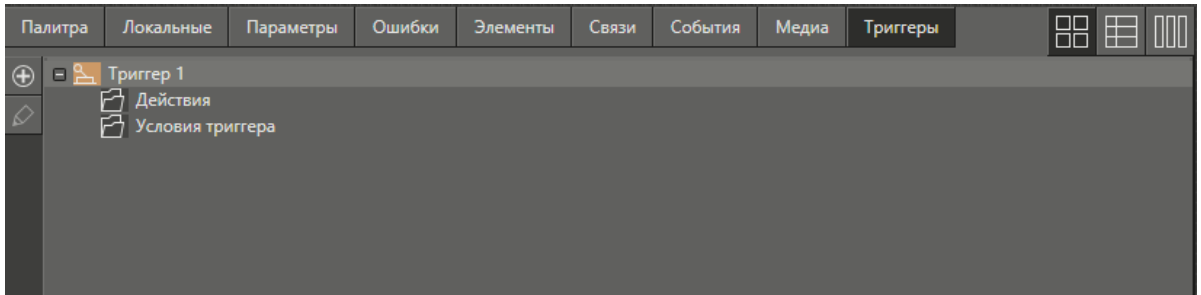 Палитра Локальные Параметры Ошибки Элементы Связи События Медиа Триггеры
Триггер 1
Действия
Условия триггера